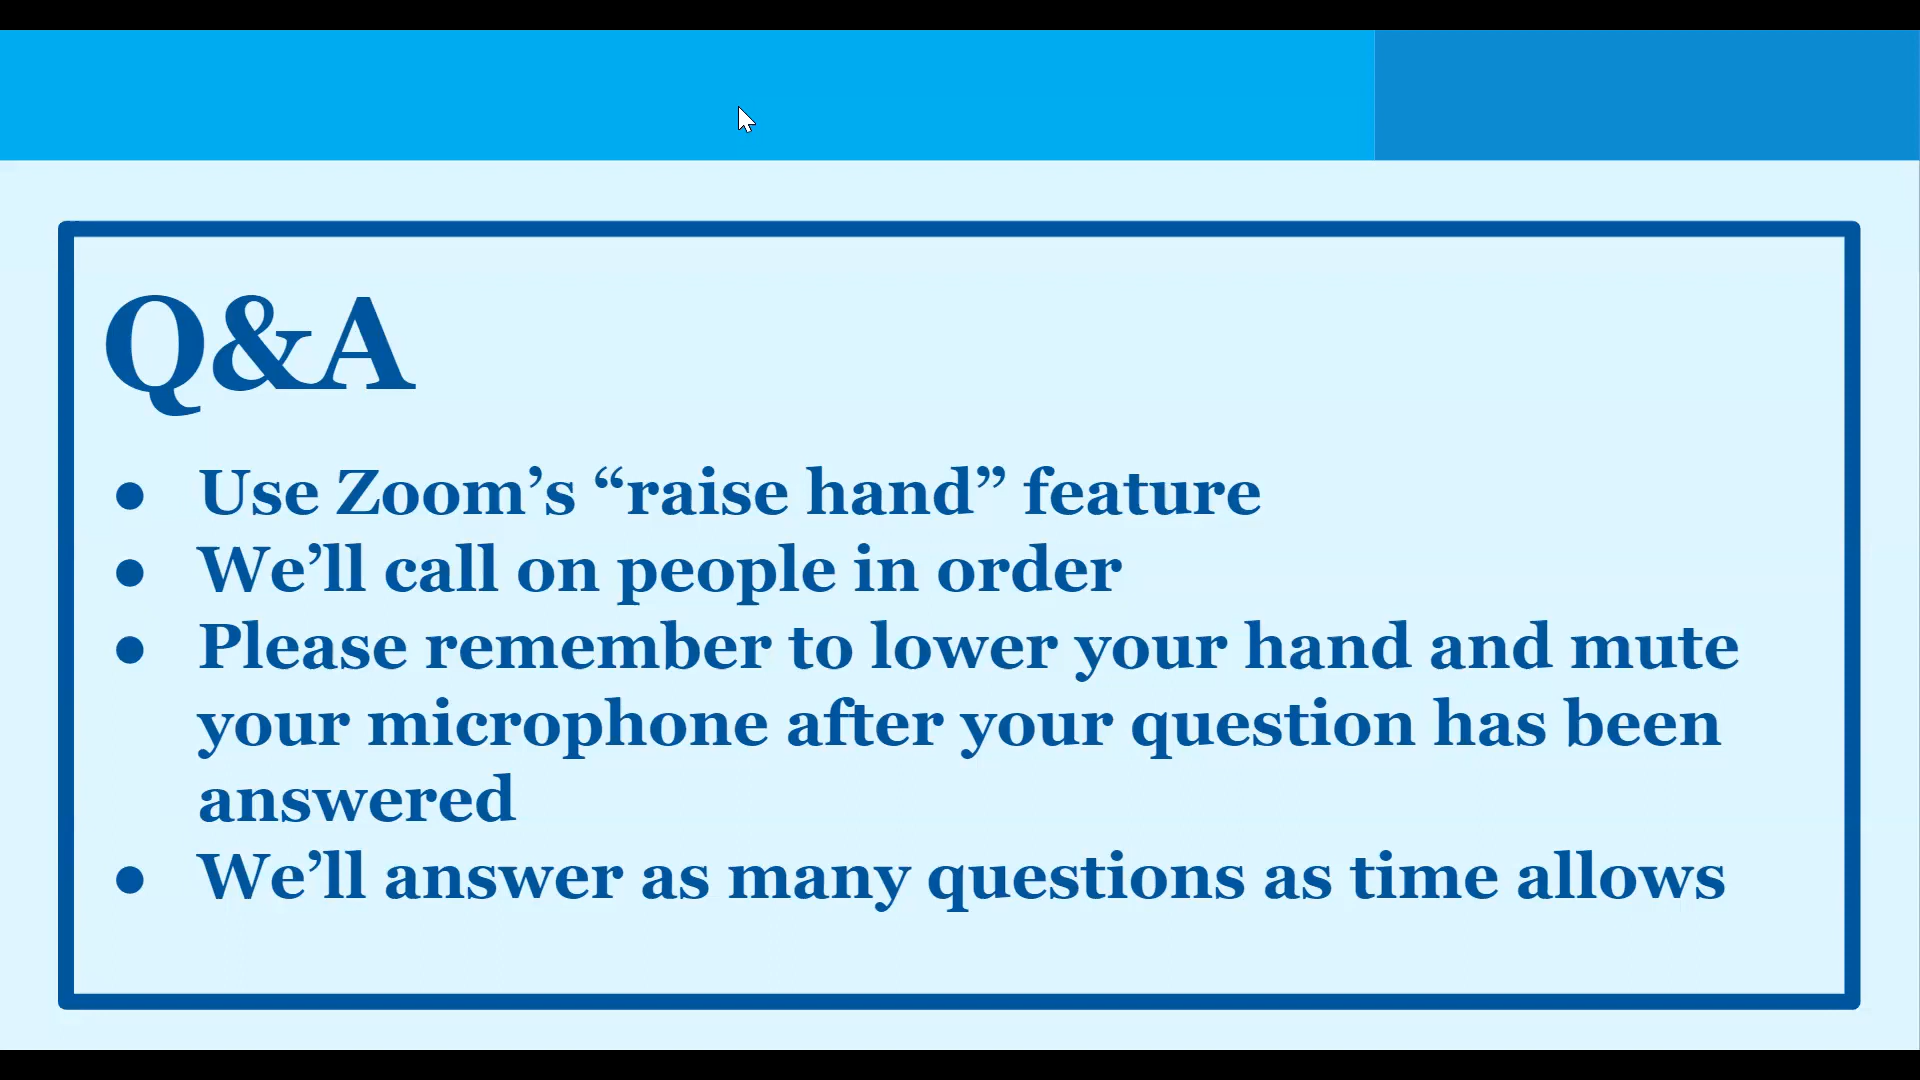 Q&A
● Use Zoom’s “raise hand” feature
● We’ll call on people in order
● Please remember to lower your hand and mute
your microphone after your question has been
answered
● We’ll answer as many questions as time allows